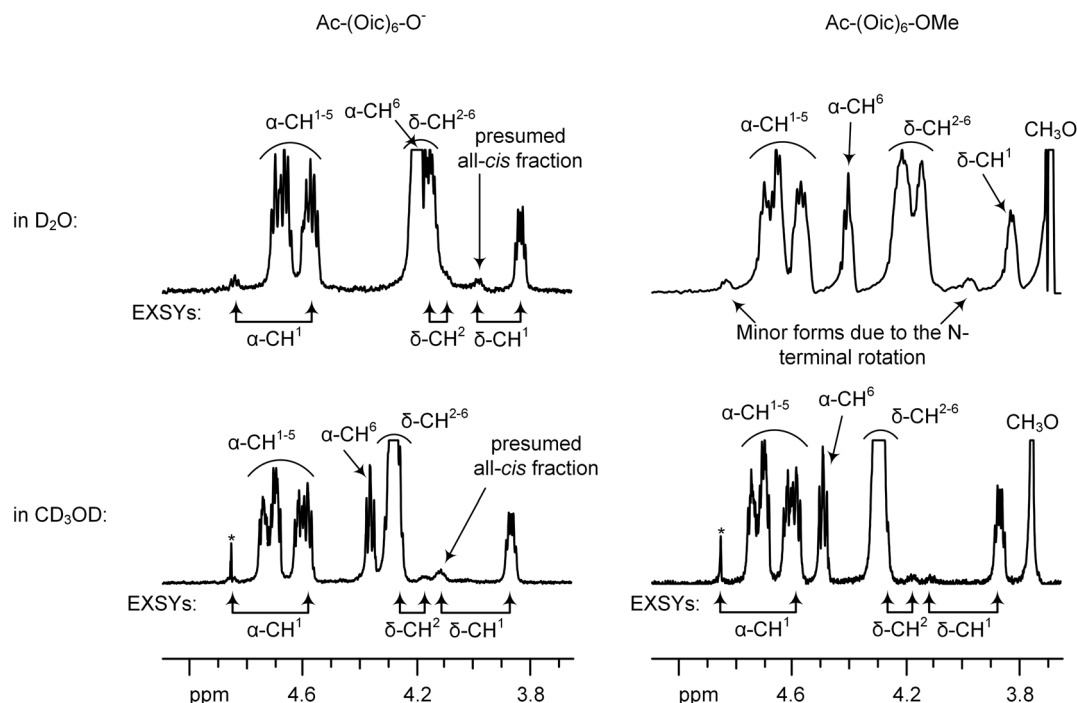 Ac-(Oic)₆-O⁻
Ac-(Oic)₆-OMe
in D₂O:
α-CH¹⁻⁵
α-CH⁶
δ-CH²⁻⁶
presumed
all-cis fraction
EXSYs:
α-CH¹
δ-CH²
δ-CH¹
α-CH¹⁻⁵
α-CH⁶
δ-CH²⁻⁶
δ-CH¹
CH₃O
Minor forms due to the N-
terminal rotation
in CD₃OD:
α-CH¹⁻⁵
α-CH⁶
δ-CH²⁻⁶
presumed
all-cis fraction
*
EXSYs:
α-CH¹
δ-CH²
δ-CH¹
α-CH¹⁻⁵
α-CH⁶
δ-CH²⁻⁶
CH₃O
*
EXSYs:
α-CH¹
δ-CH²
δ-CH¹
ppm 4.6 4.2 3.8
ppm 4.6 4.2 3.8